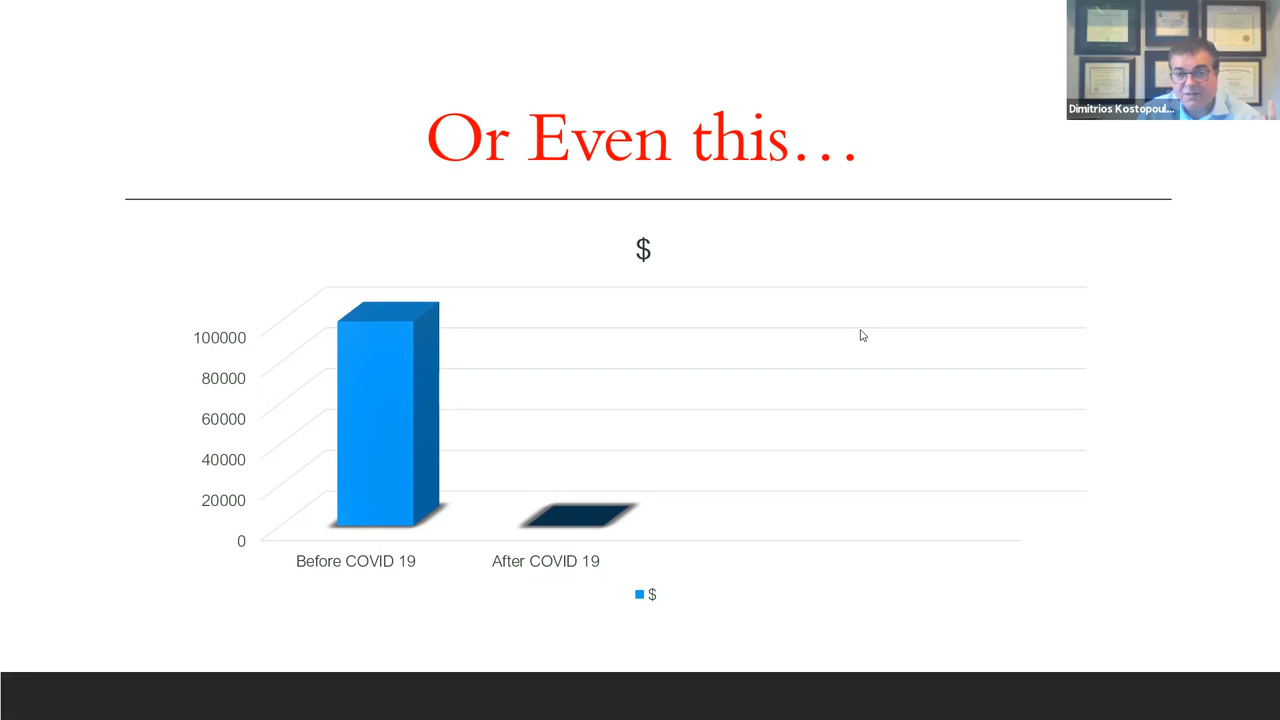 Dimitrios Kostopoul...
Or Even this...
$
100000
80000
60000
40000
20000
0
Before COVID 19
After COVID 19
$